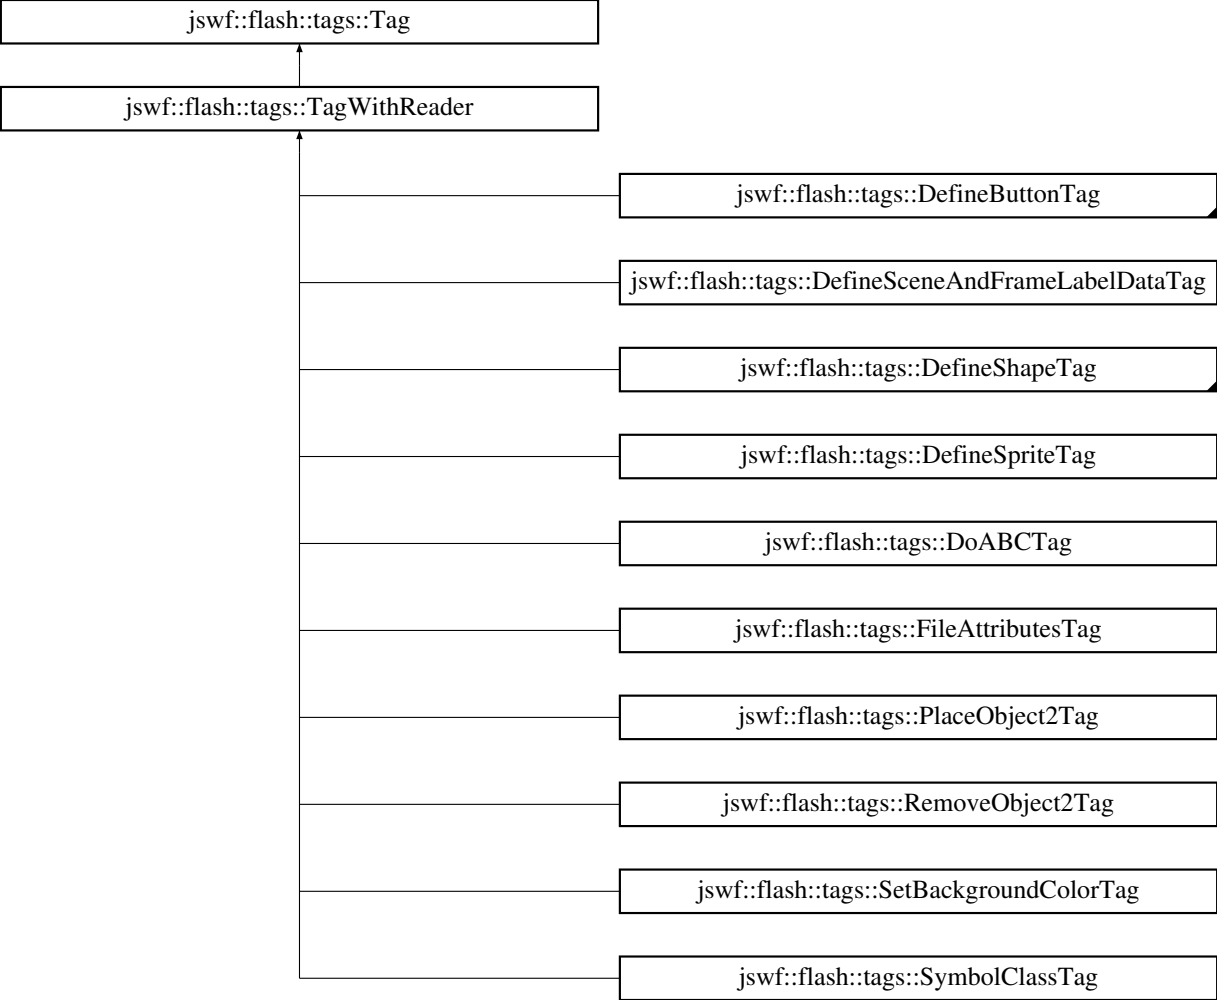 jswf::flash::tags::Tag
jswf::flash::tags::TagWithReader
jswf::flash::tags::DefineButtonTag
jswf::flash::tags::DefineSceneAndFrameLabelDataTag
jswf::flash::tags::DefineShapeTag
jswf::flash::tags::DefineSpriteTag
jswf::flash::tags::DoABCTag
jswf::flash::tags::FileAttributesTag
jswf::flash::tags::PlaceObject2Tag
jswf::flash::tags::RemoveObject2Tag
jswf::flash::tags::SetBackgroundColorTag
jswf::flash::tags::SymbolClassTag